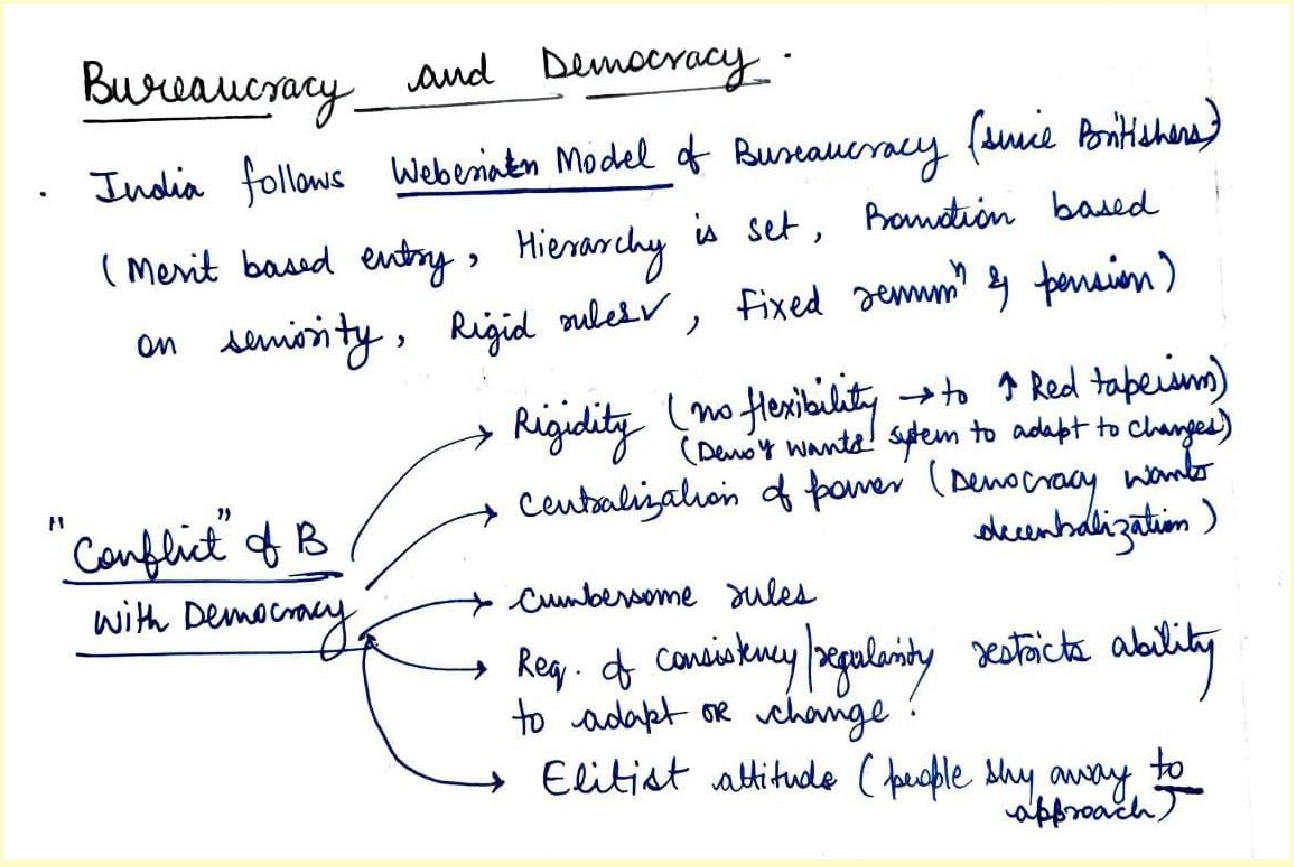 Bureaucracy and Democracy.
. India follows Weberiatn Model of Bureaucracy (since Britishers)
(Merit based entry, Hierarchy is set, Promotion based
on seniority, Rigid rules✓, Fixed remumⁿ & pension)
→ Rigidity (no flexibility → to ↑ Red tapeism)
(Demoy wants system to adapt to changes)
→ Centralization of power (Democracy wants
decentralization)
"Conflict" of B
with Democracy
→ Cumbersome rules
→ Req. of consistency/regularity restricts ability
to adapt OR change!
→ Elitist attitude (people shy away to
approach)